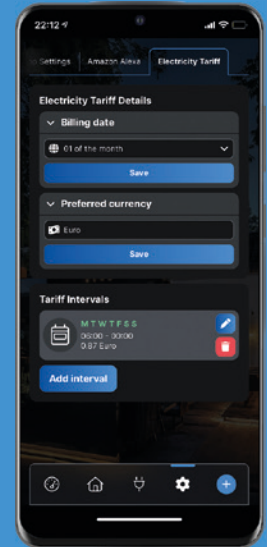 22:12
Settings
Amazon Alexa
Electricity Tariff
Electricity Tariff Details
Billing date
01 of the month
Save
Preferred currency
Euro
Save
Tariff Intervals
M T W T F S S
06:00 - 00:00
0.87 Euro
Add interval